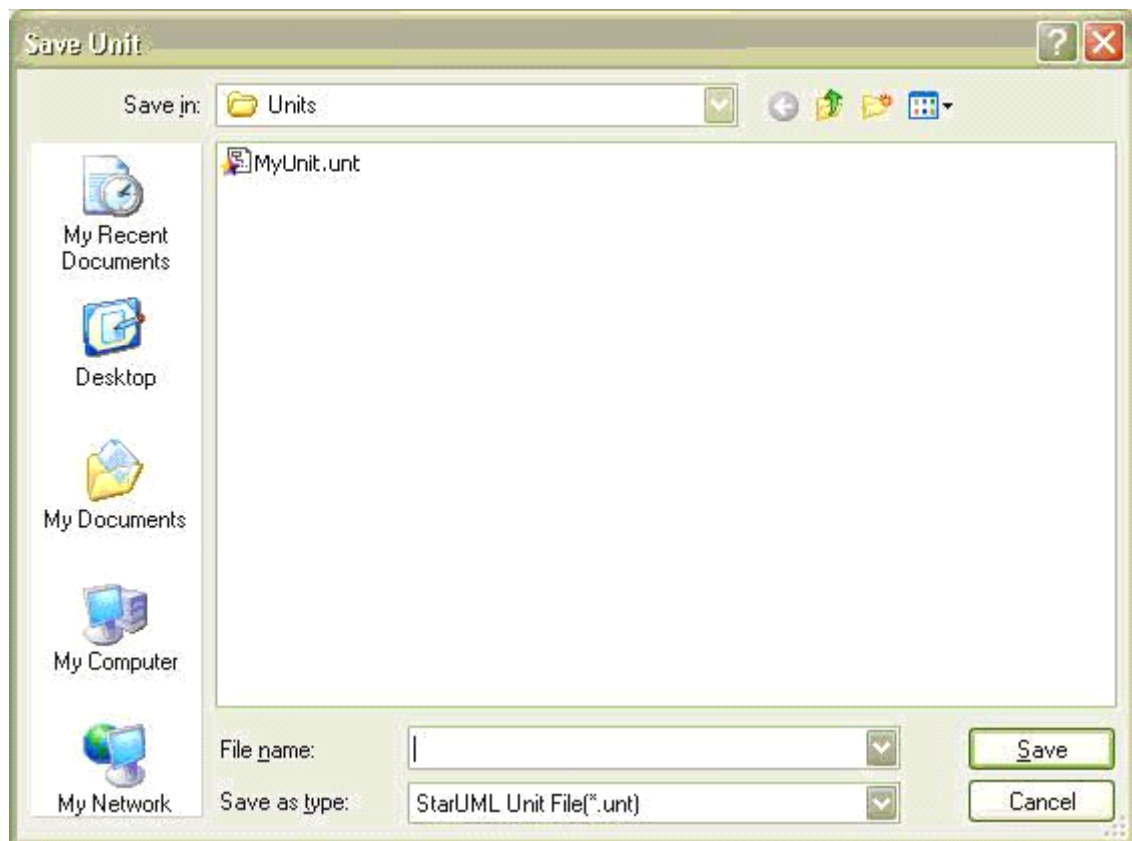 Save Unit
Save in: Units
MyUnit.unt
My Recent
Documents
Desktop
My Documents
My Computer
My Network
File name:
Save
Save as type: StarUML Unit File(*.unt)
Cancel